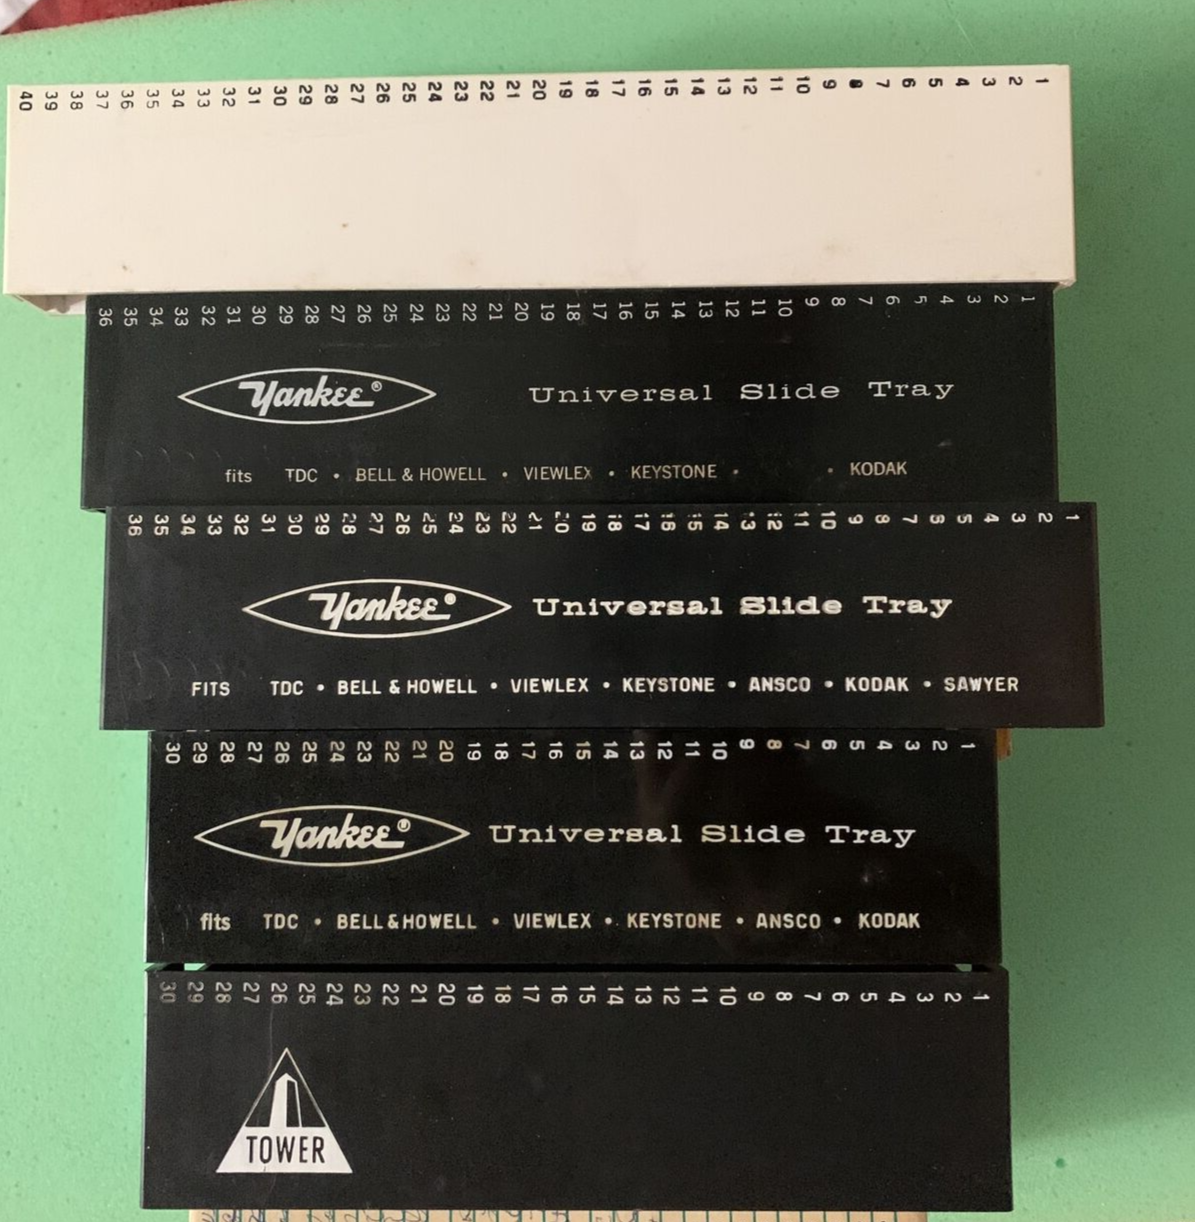 40 39 38 37 36 35 34 33 32 31 30 29 28 27 26 25 24 23 22 21 20 19 18 17 16 15 14 13 12 11 10 9 8 7 6 5 4 3 2 1
36 35 34 33 32 31 30 29 28 27 26 25 24 23 22 21 20 19 18 17 16 15 14 13 12 11 10 9 8 7 6 5 4 3 2 1
Yankee® Universal Slide Tray
fits TDC • BELL & HOWELL • VIEWLEX • KEYSTONE • • KODAK
36 35 34 33 32 31 30 29 28 27 26 25 24 23 22 21 20 19 18 17 16 15 14 13 12 11 10 9 8 7 6 5 4 3 2 1
Yankee® Universal Slide Tray
FITS TDC • BELL & HOWELL • VIEWLEX • KEYSTONE • ANSCO • KODAK • SAWYER
30 29 28 27 26 25 24 23 22 21 20 19 18 17 16 15 14 13 12 11 10 9 8 7 6 5 4 3 2 1
Yankee® Universal Slide Tray
fits TDC • BELL & HOWELL • VIEWLEX • KEYSTONE • ANSCO • KODAK
30 29 28 27 26 25 24 23 22 21 20 19 18 17 16 15 14 13 12 11 10 9 8 7 6 5 4 3 2 1
TOWER